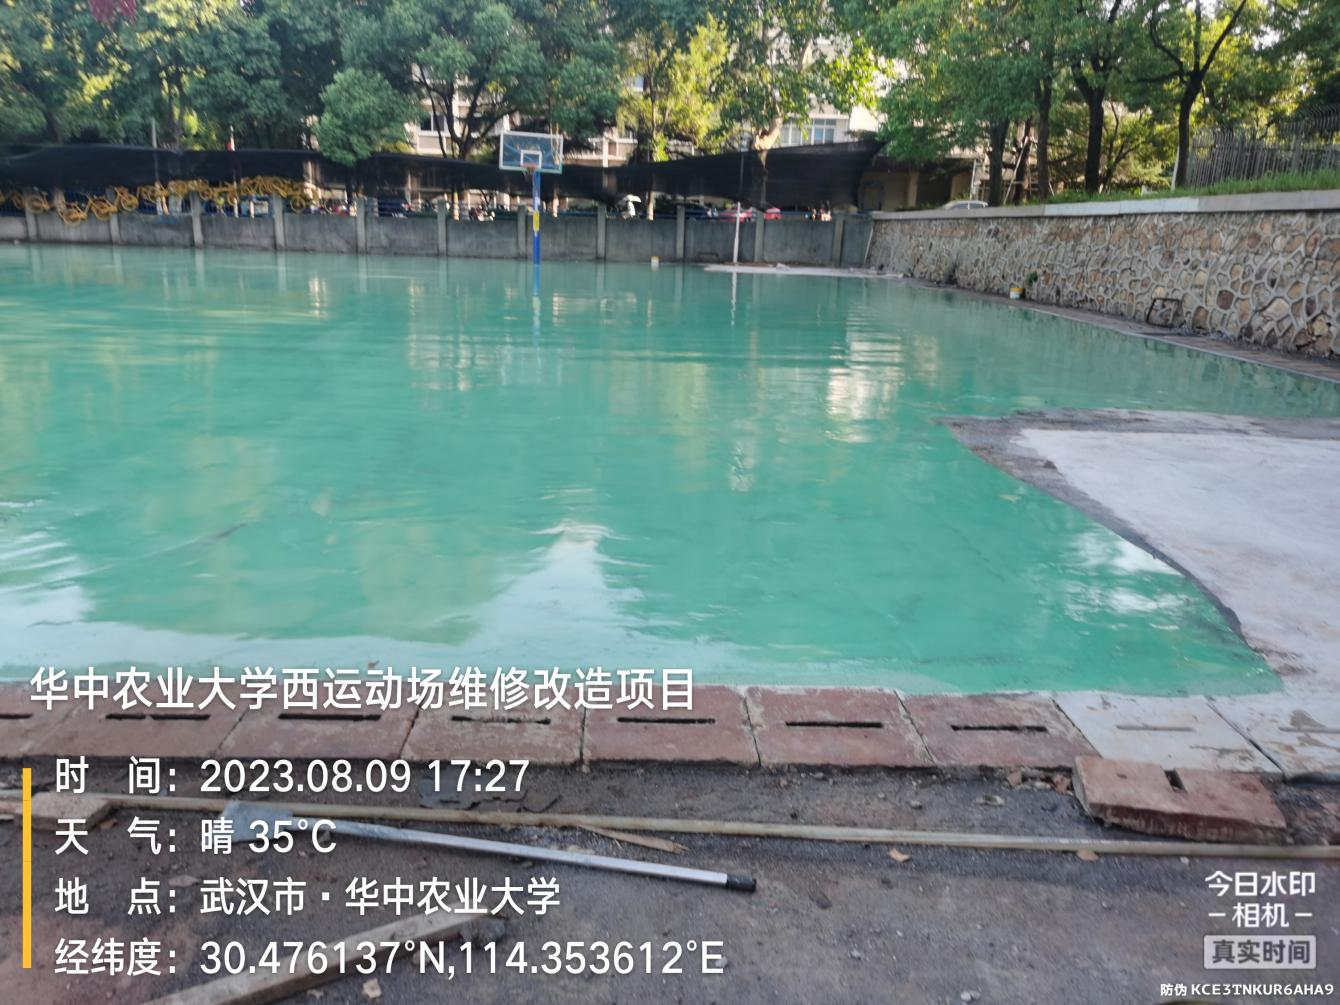 华中农业大学西运动场维修改造项目
时 间：2023.08.09 17:27
天 气：晴 35°C
地 点：武汉市·华中农业大学
经纬度：30.476137°N,114.353612°E
今日水印
-相机-
真实时间
防伪 KCE3TNKUR6AHA9